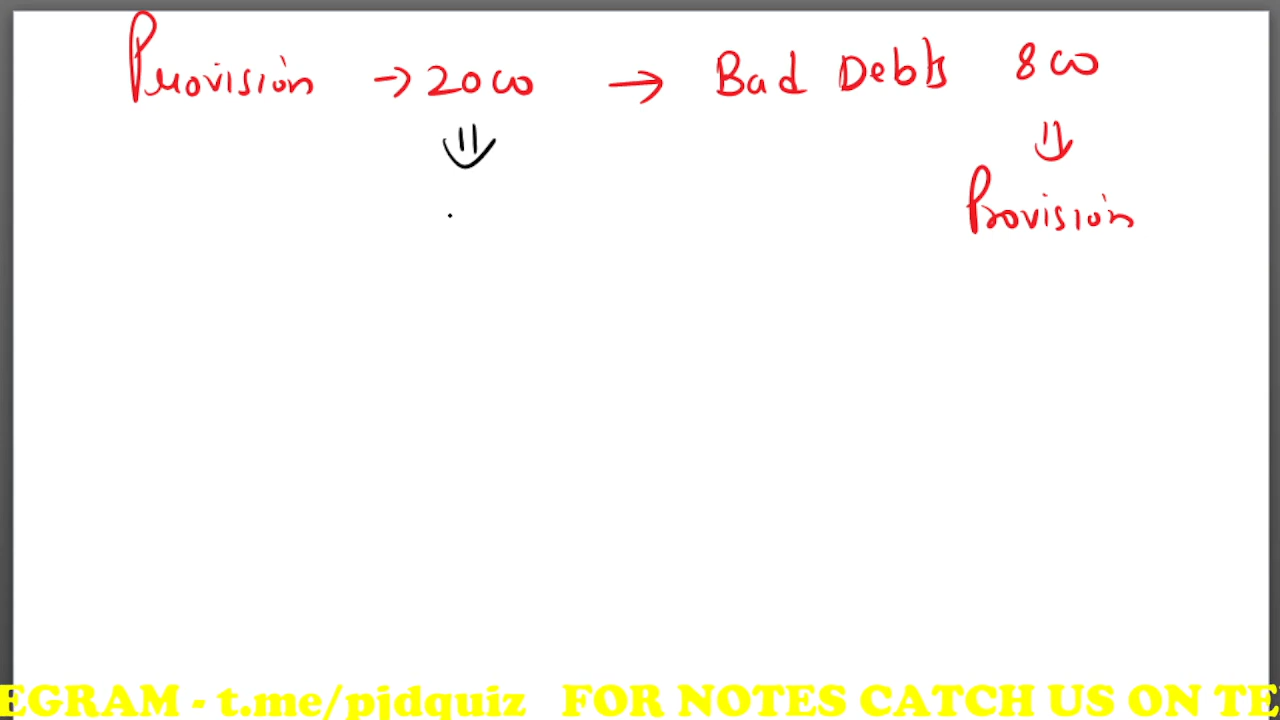 Provision → 2000 → Bad Debts 800
⇓ ⇓
Provision
EGRAM - t.me/pjdquiz FOR NOTES CATCH US ON TE